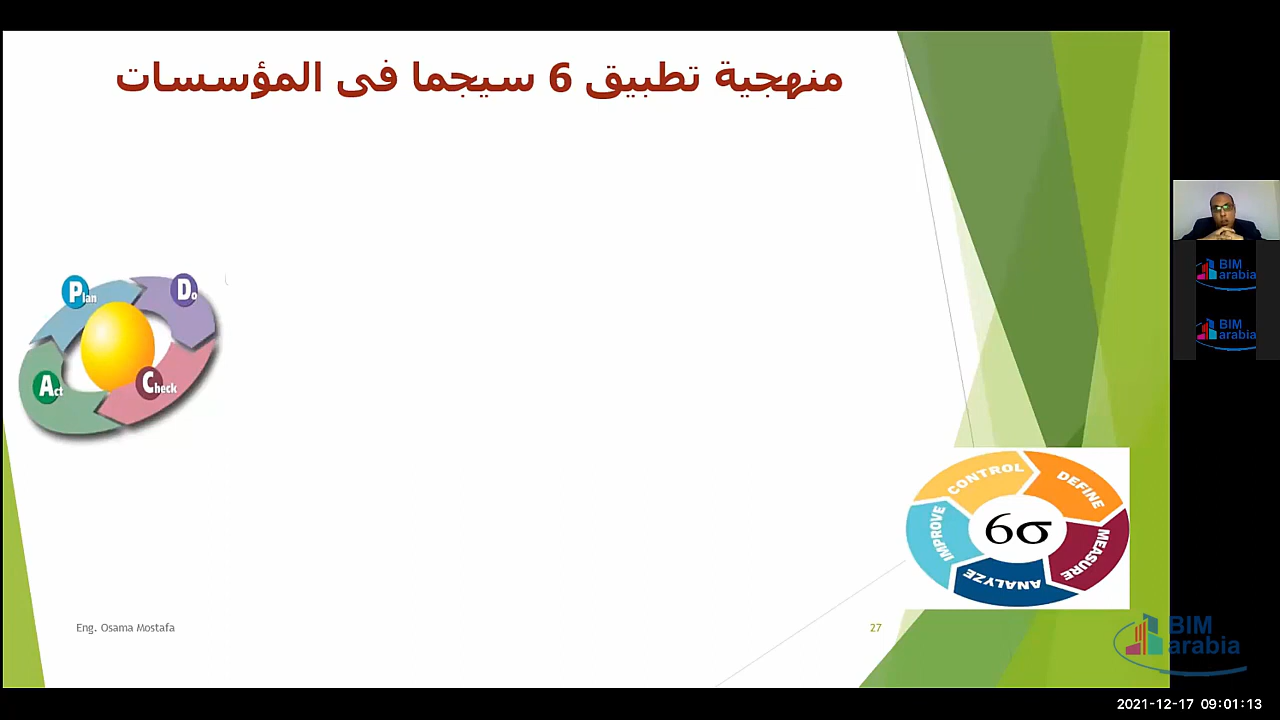 منهجية تطبيق 6 سيجما فى المؤسسات
Plan
Do
Check
Act
BIM
arabia
BIM
arabia
CONTROL
DEFINE
MEASURE
ANALYZE
IMPROVE
6σ
Eng. Osama Mostafa
27
BIM
arabia
2021-12-17 09:01:13